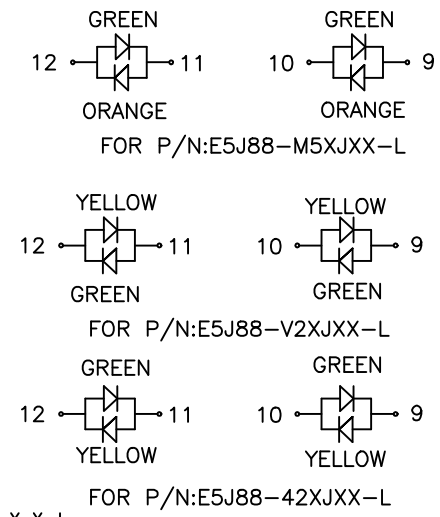 GREEN GREEN
12 11 10 9
ORANGE ORANGE
FOR P/N:E5J88-M5XJXX-L
YELLOW YELLOW
12 11 10 9
GREEN GREEN
FOR P/N:E5J88-V2XJXX-L
GREEN GREEN
12 11 10 9
YELLOW YELLOW
FOR P/N:E5J88-42XJXX-L